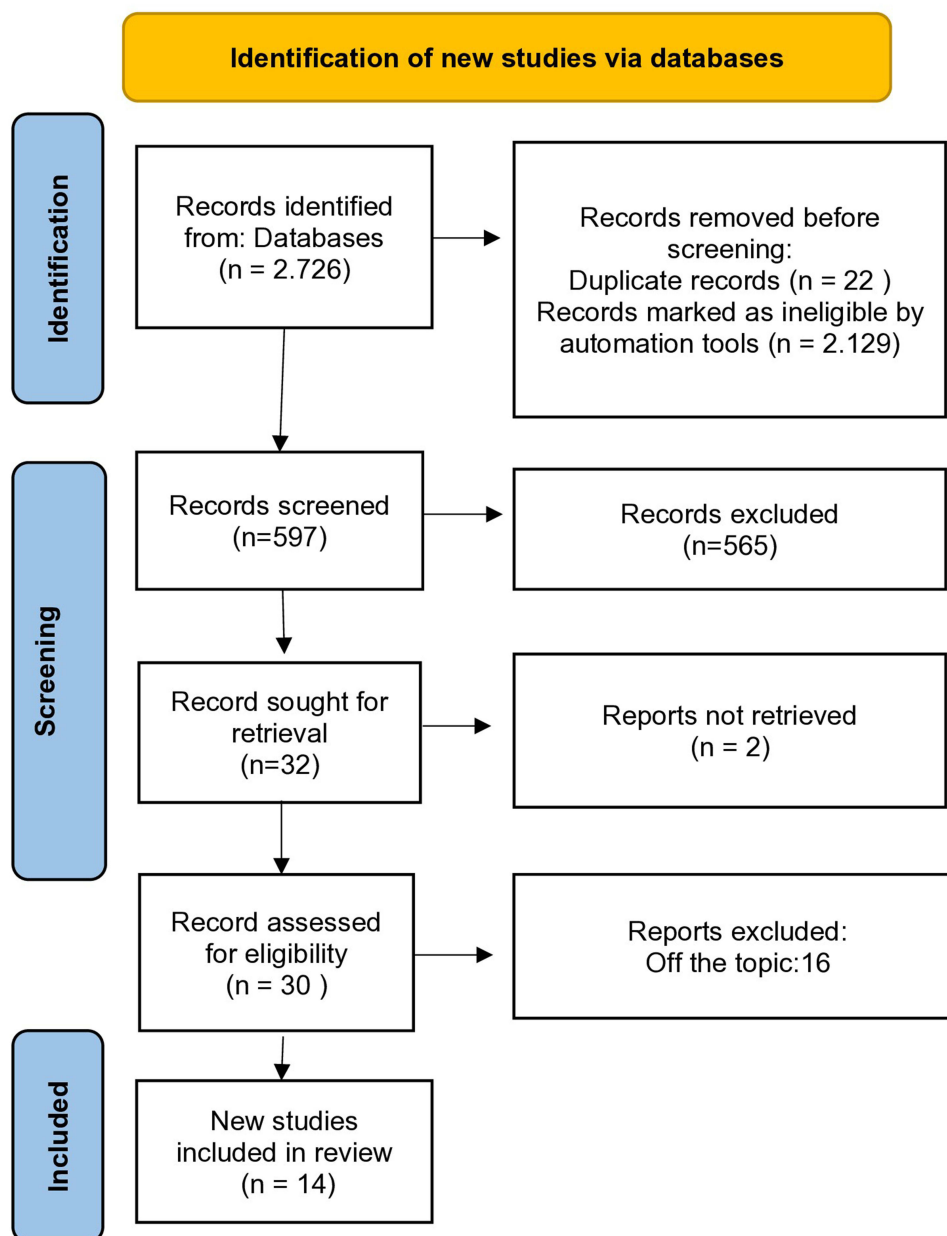 Identification of new studies via databases
Identification
Records identified
from: Databases
(n = 2.726)
Records removed before
screening:
Duplicate records (n = 22 )
Records marked as ineligible by
automation tools (n = 2.129)
Screening
Records screened
(n=597)
Records excluded
(n=565)
Record sought for
retrieval
(n=32)
Reports not retrieved
(n = 2)
Record assessed
for eligibility
(n = 30 )
Reports excluded:
Off the topic:16
Included
New studies
included in review
(n = 14)